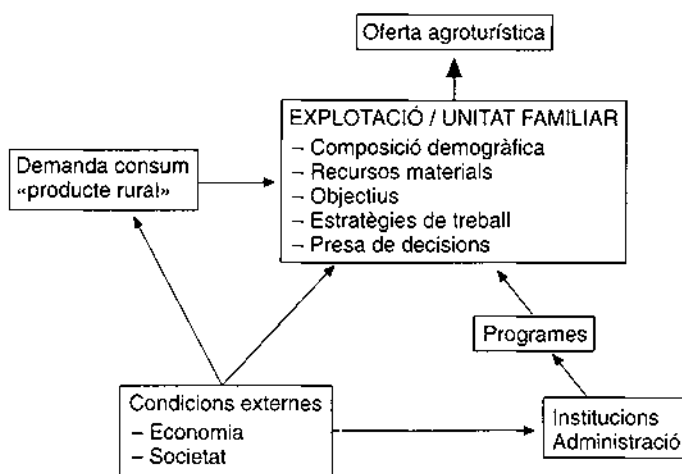 Oferta agroturística
EXPLOTACIÓ / UNITAT FAMILIAR
– Composició demogràfica
– Recursos materials
– Objectius
– Estratègies de treball
– Presa de decisions
Demanda consum
«producte rural»
Programes
Condicions externes
– Economia
– Societat
Institucions
Administració